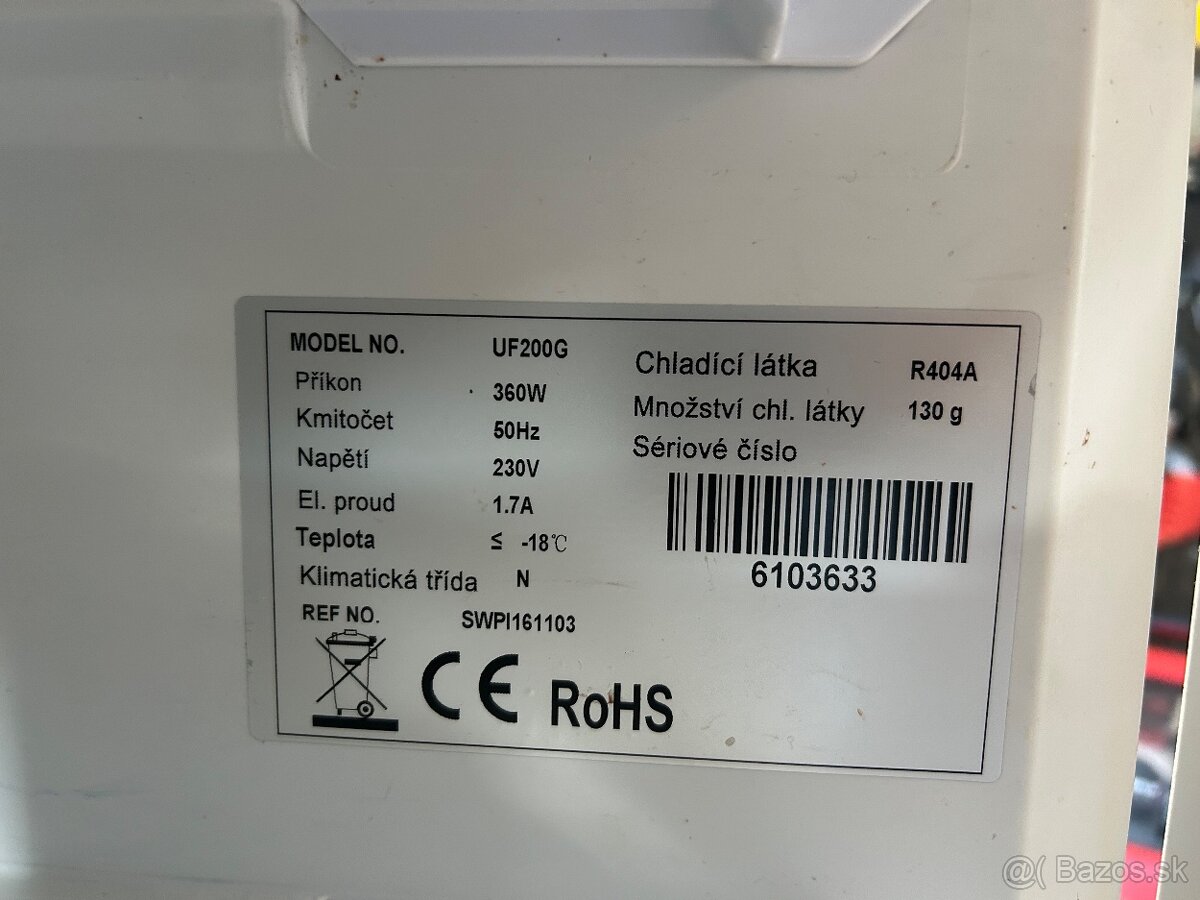 MODEL NO. UF200G
Příkon 360W
Kmitočet 50Hz
Napětí 230V
El. proud 1.7A
Teplota ≤ -18℃
Klimatická třída N
REF NO. SWPI161103
CE RoHS
Chladící látka R404A
Množství chl. látky 130 g
Sériové číslo
6103633
@( Bazos.sk